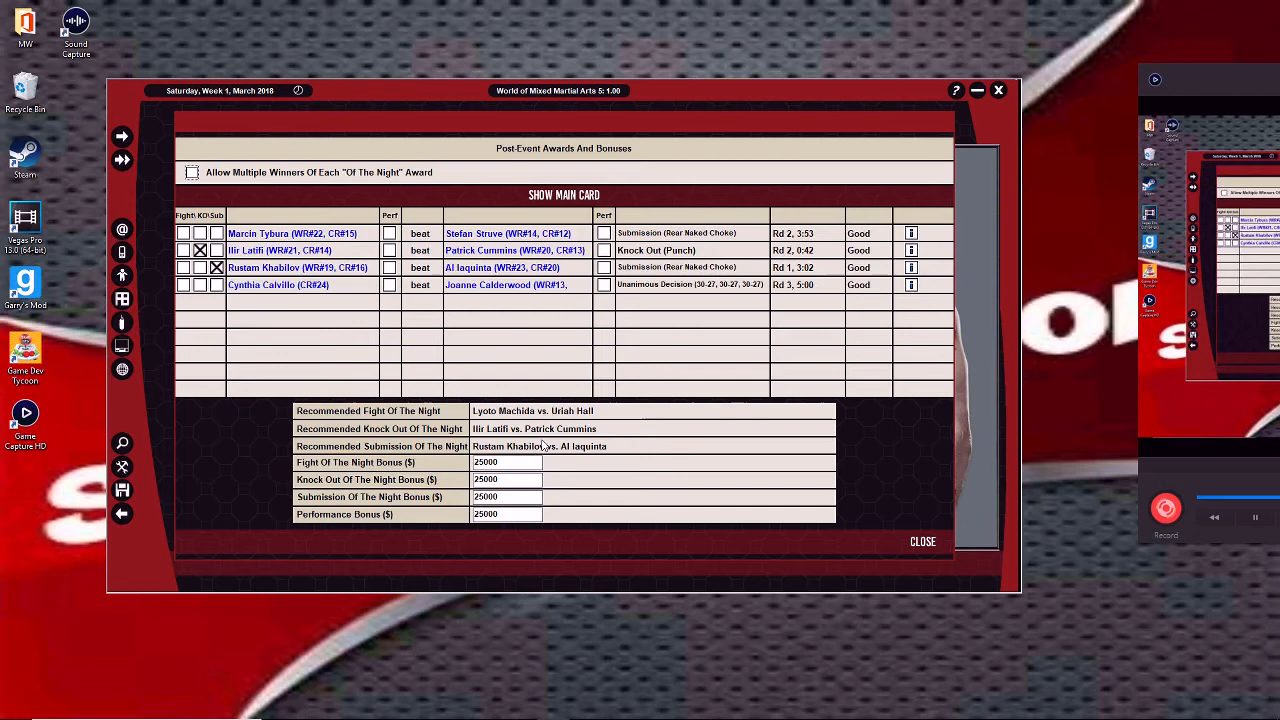 MW
Sound
Capture
Recycle Bin
Steam
Vegas Pro
13.0 (64-bit)
Garry's Mod
Game Dev
Tycoon
Game
Capture HD
Saturday, Week 1, March 2018
World of Mixed Martial Arts 5: 1.00
Post-Event Awards And Bonuses
Allow Multiple Winners Of Each "Of The Night" Award
SHOW MAIN CARD
Fight\ KO\Sub Perf Perf
Marcin Tybura (WR#22, CR#15) beat Stefan Struve (WR#14, CR#12) Submission (Rear Naked Choke) Rd 2, 3:53 Good
Ilir Latifi (WR#21, CR#14) beat Patrick Cummins (WR#20, CR#13) Knock Out (Punch) Rd 2, 0:42 Good
Rustam Khabilov (WR#19, CR#16) beat Al Iaquinta (WR#23, CR#20) Submission (Rear Naked Choke) Rd 1, 3:02 Good
Cynthia Calvillo (CR#24) beat Joanne Calderwood (WR#13, Unanimous Decision (30-27, 30-27, 30-27) Rd 3, 5:00 Good
Recommended Fight Of The Night Lyoto Machida vs. Uriah Hall
Recommended Knock Out Of The Night Ilir Latifi vs. Patrick Cummins
Recommended Submission Of The Night Rustam Khabilov vs. Al Iaquinta
Fight Of The Night Bonus ($) 25000
Knock Out Of The Night Bonus ($) 25000
Submission Of The Night Bonus ($) 25000
Performance Bonus ($) 25000
CLOSE
Record